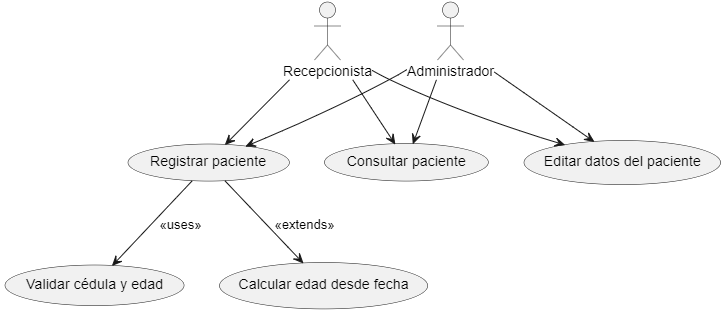 Recepcionista
Administrador
Registrar paciente
Consultar paciente
Editar datos del paciente
«uses»
«extends»
Validar cédula y edad
Calcular edad desde fecha